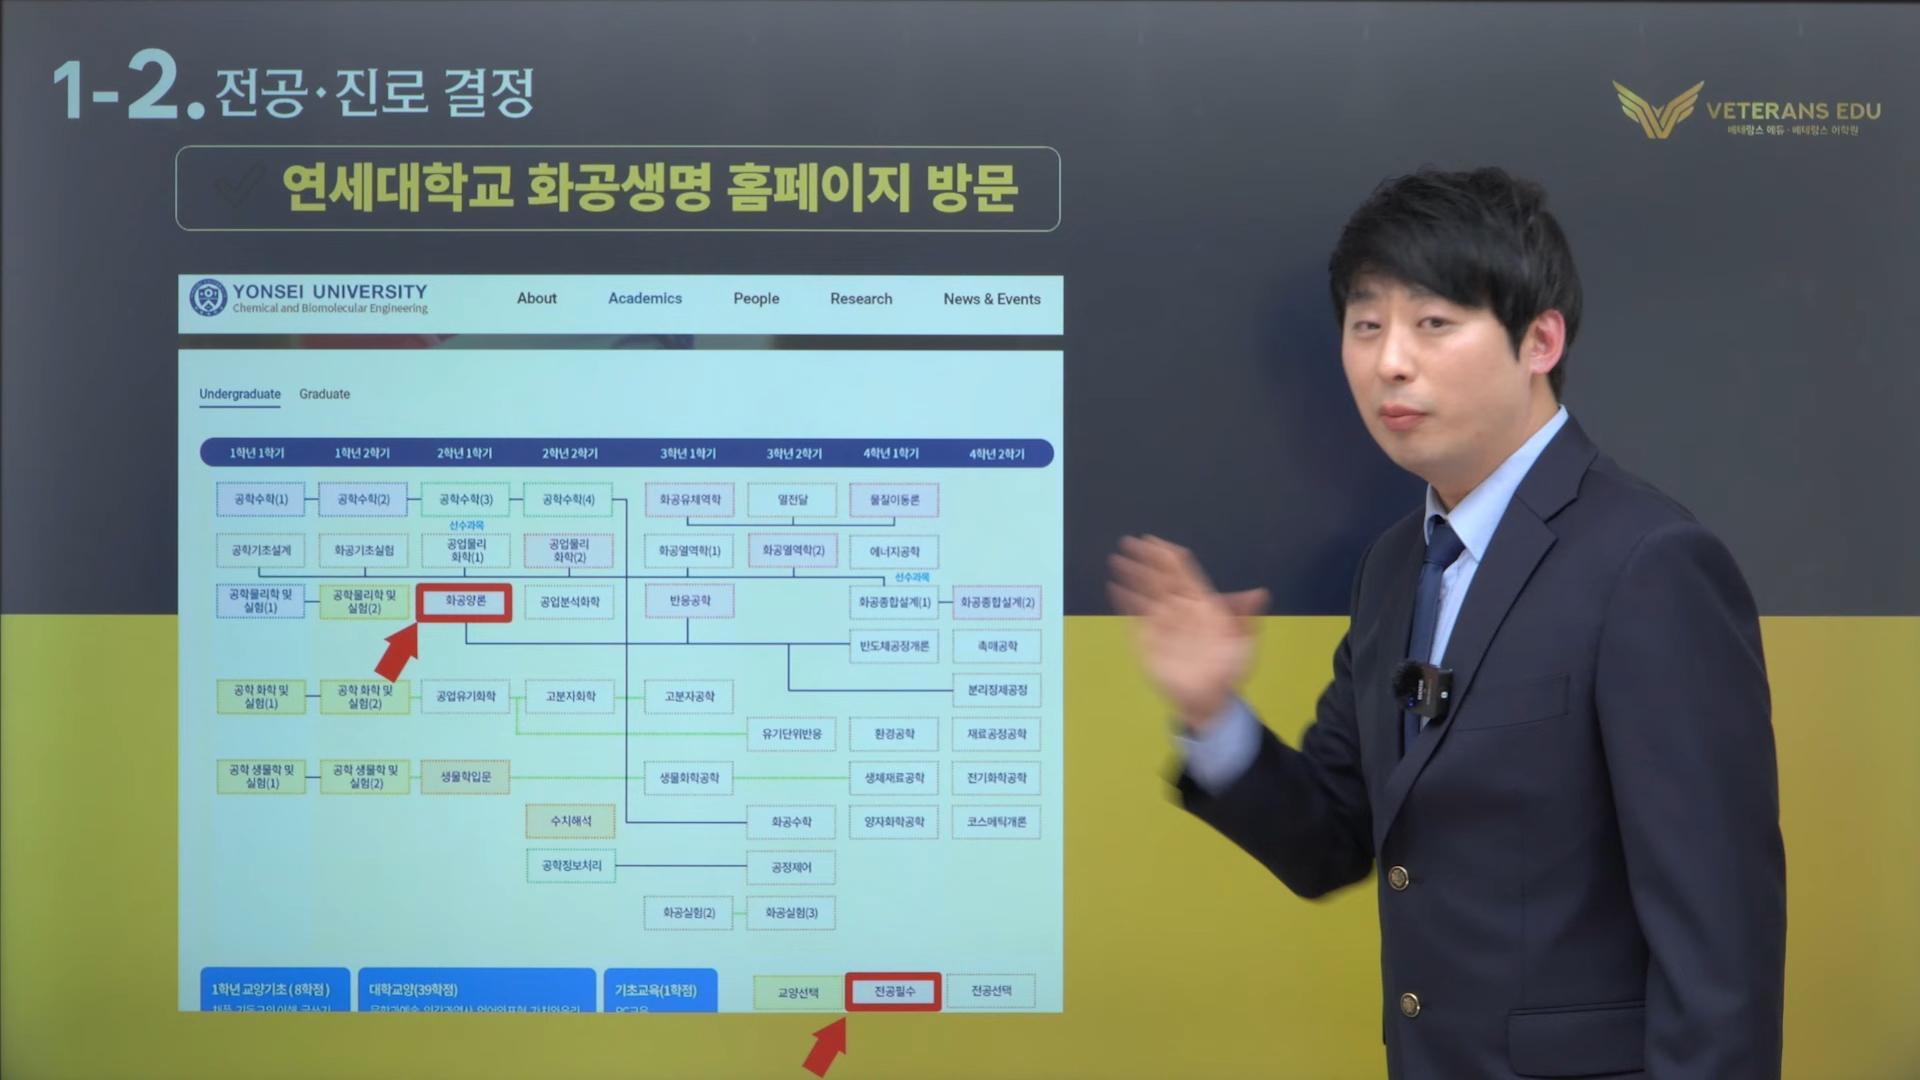 1-2. 전공·진로 결정
VETERANS EDU
베테랑스 에듀·베테랑스 어학원
연세대학교 화공생명 홈페이지 방문
YONSEI UNIVERSITY
Chemical and Biomolecular Engineering
About Academics People Research News & Events
Undergraduate Graduate
1학년 1학기 1학년 2학기 2학년 1학기 2학년 2학기 3학년 1학기 3학년 2학기 4학년 1학기 4학년 2학기
공학수학(1) 공학수학(2) 공학수학(3) 공학수학(4) 화공유체역학 열전달 물질이동론
선수과목
공학기초설계 화공기초실험 공업물리 화학(1) 공업물리 화학(2) 화공열역학(1) 화공열역학(2) 에너지공학
선수과목
공학물리학 및 실험(1) 공학물리학 및 실험(2) 화공양론 공업분석화학 반응공학 화공종합설계(1) 화공종합설계(2)
반도체공정개론 촉매공학
공학 화학 및 실험(1) 공학 화학 및 실험(2) 공업유기화학 고분자화학 고분자공학 분리정제공정
유기단위반응 환경공학 재료공정공학
공학 생물학 및 실험(1) 공학 생물학 및 실험(2) 생물학입문 생물화학공학 생체재료공학 전기화학공학
수치해석 화공수학 양자화학공학 코스메틱개론
공학정보처리 공정제어
화공실험(2) 화공실험(3)
1학년 교양기초 ( 8학점 ) 대학교양(39학점) 기초교육(1학점) 교양선택 전공필수 전공선택